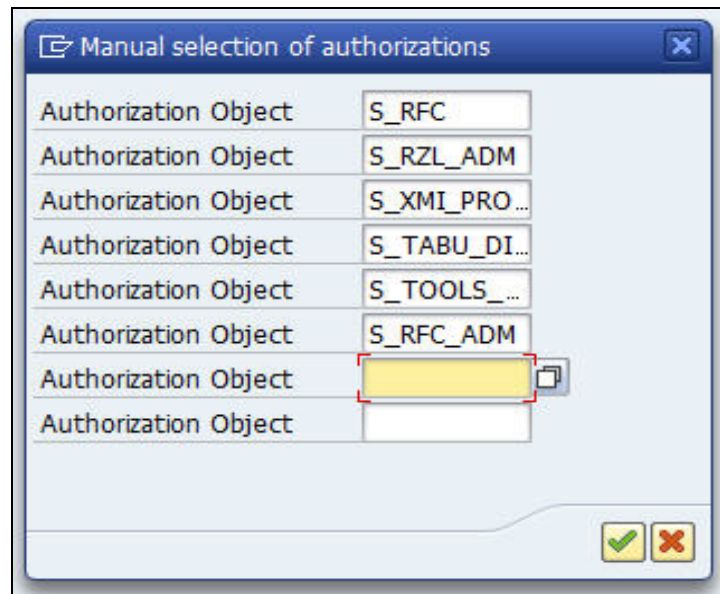 Manual selection of authorizations
Authorization Object S_RFC
Authorization Object S_RZL_ADM
Authorization Object S_XMI_PRO...
Authorization Object S_TABU_DI...
Authorization Object S_TOOLS_...
Authorization Object S_RFC_ADM
Authorization Object
Authorization Object